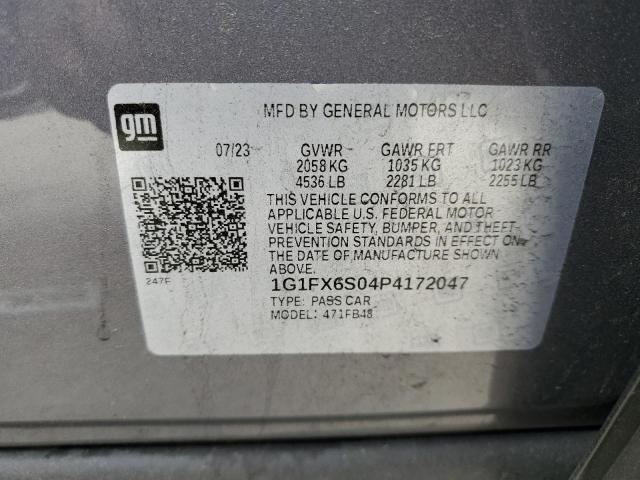 gm
MFD BY GENERAL MOTORS LLC
07/23 GVWR GAWR FRT GAWR RR
2058 KG 1035 KG 1023 KG
4536 LB 2281 LB 2255 LB
THIS VEHICLE CONFORMS TO ALL
APPLICABLE U.S. FEDERAL MOTOR
VEHICLE SAFETY, BUMPER, AND THEFT
PREVENTION STANDARDS IN EFFECT ON
THE DATE OF MANUFACTURE SHOWN
ABOVE.
247F
1G1FX6S04P4172047
TYPE: PASS CAR
MODEL: 471FB48